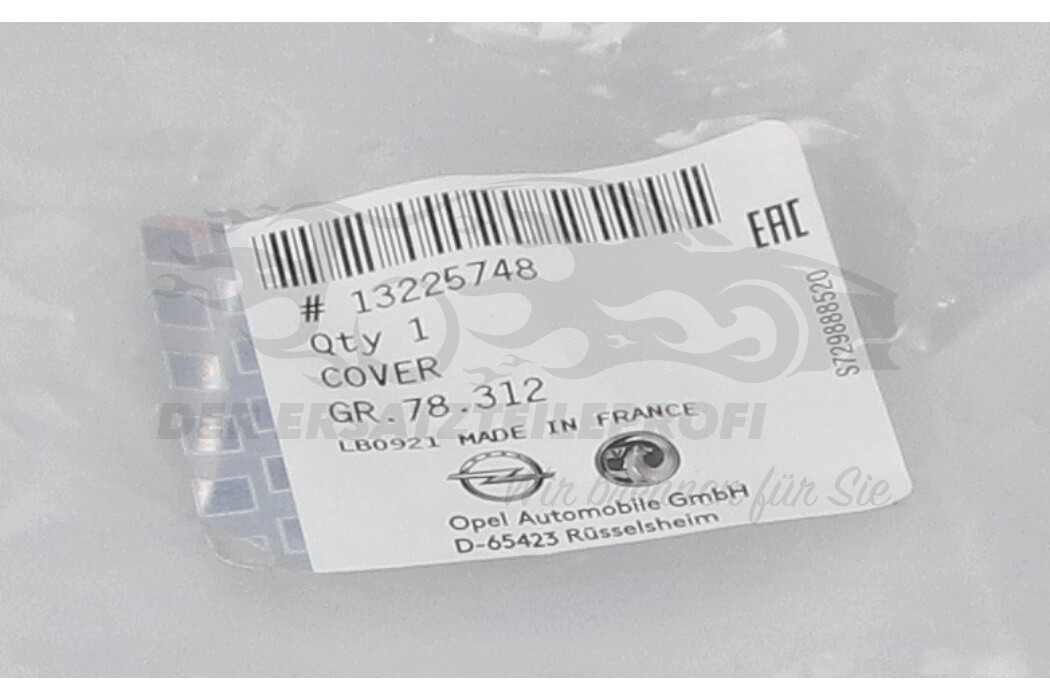 # 13225748
Qty 1
COVER
GR.78.312
LB0921 MADE IN FRANCE
Opel Automobile GmbH
D-65423 Rüsselsheim
EAC
S729888520
DER ERSATZTEILEPROFI
Wir brennen für Sie